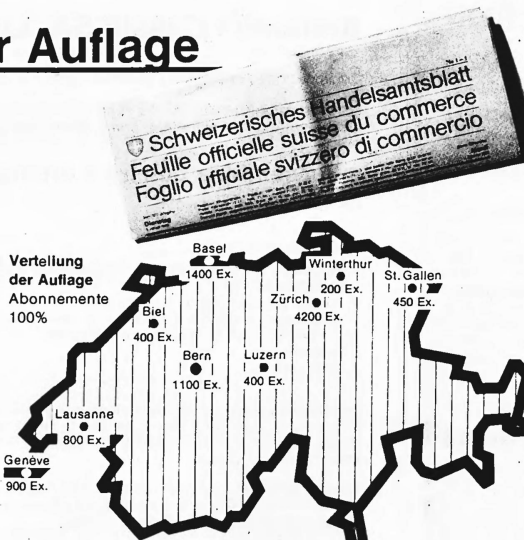 r Auflage
Schweizerisches Handelsamtsblatt
Feuille officielle suisse du commerce
Foglio ufficiale svizzero di commercio
Verteilung
der Auflage
Abonnemente
100%
Basel
1400 Ex.
Winterthur
200 Ex.
St. Gallen
450 Ex.
Zürich
4200 Ex.
Biel
400 Ex.
Bern
1100 Ex.
Luzern
400 Ex.
Lausanne
800 Ex.
Genève
900 Ex.